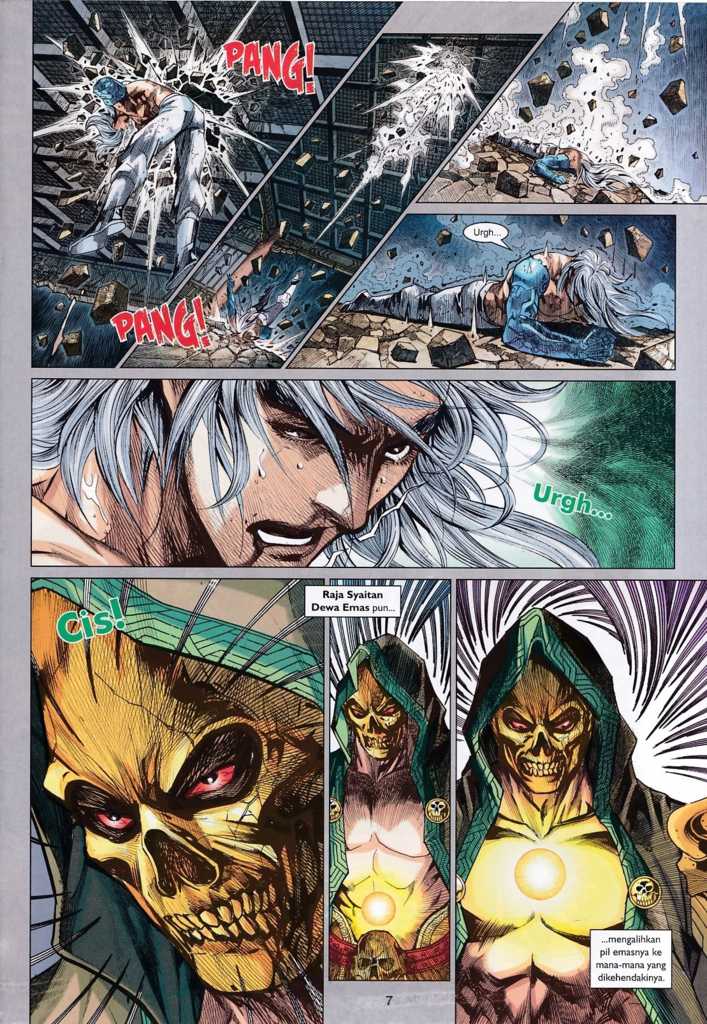 PANG!
PANG!
Urgh...
Urgh...
Cis!
Raja Syaitan
Dewa Emas pun...
...mengalihkan
pil emasnya ke
mana-mana yang
dikehendakinya.
7